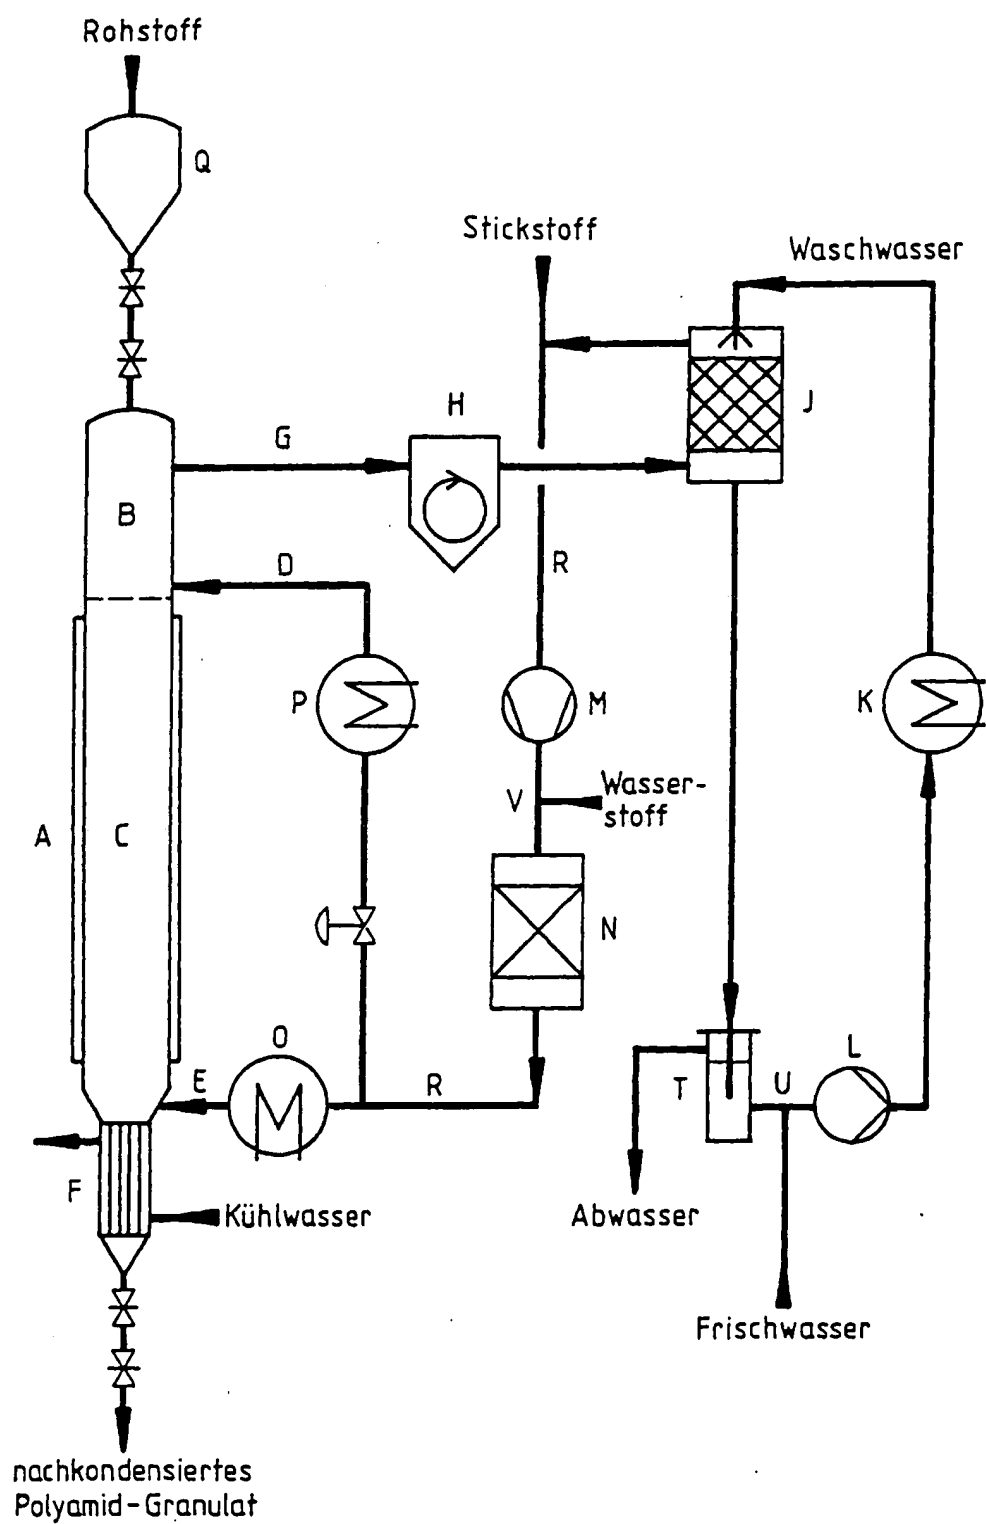 Rohstoff
Q
Stickstoff
Waschwasser
H
J
G
B
D
R
P
M
K
V
Wasser-
stoff
A
C
N
O
L
E
R
T
U
F
Kühlwasser
Abwasser
Frischwasser
nachkondensiertes
Polyamid-Granulat